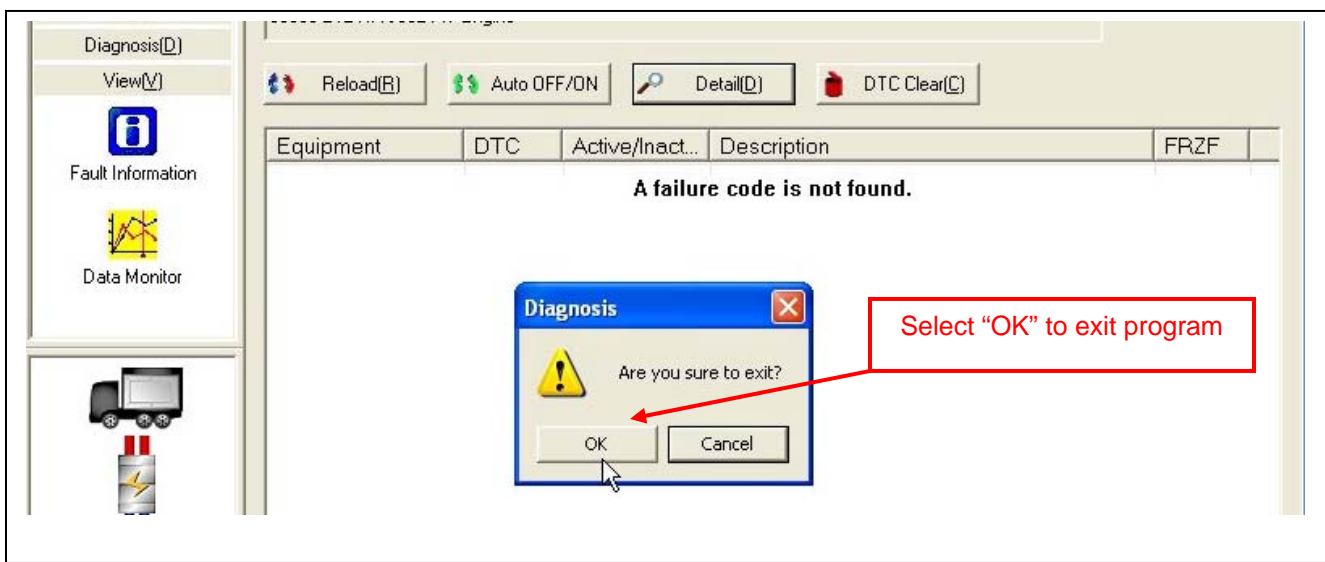 Engine
Diagnosis(D)
View(V)
Reload(R) Auto OFF/ON Detail(D) DTC Clear(C)
Equipment DTC Active/Inact... Description FRZF
Fault Information
A failure code is not found.
Data Monitor
Diagnosis
Select “OK” to exit program
Are you sure to exit?
OK Cancel